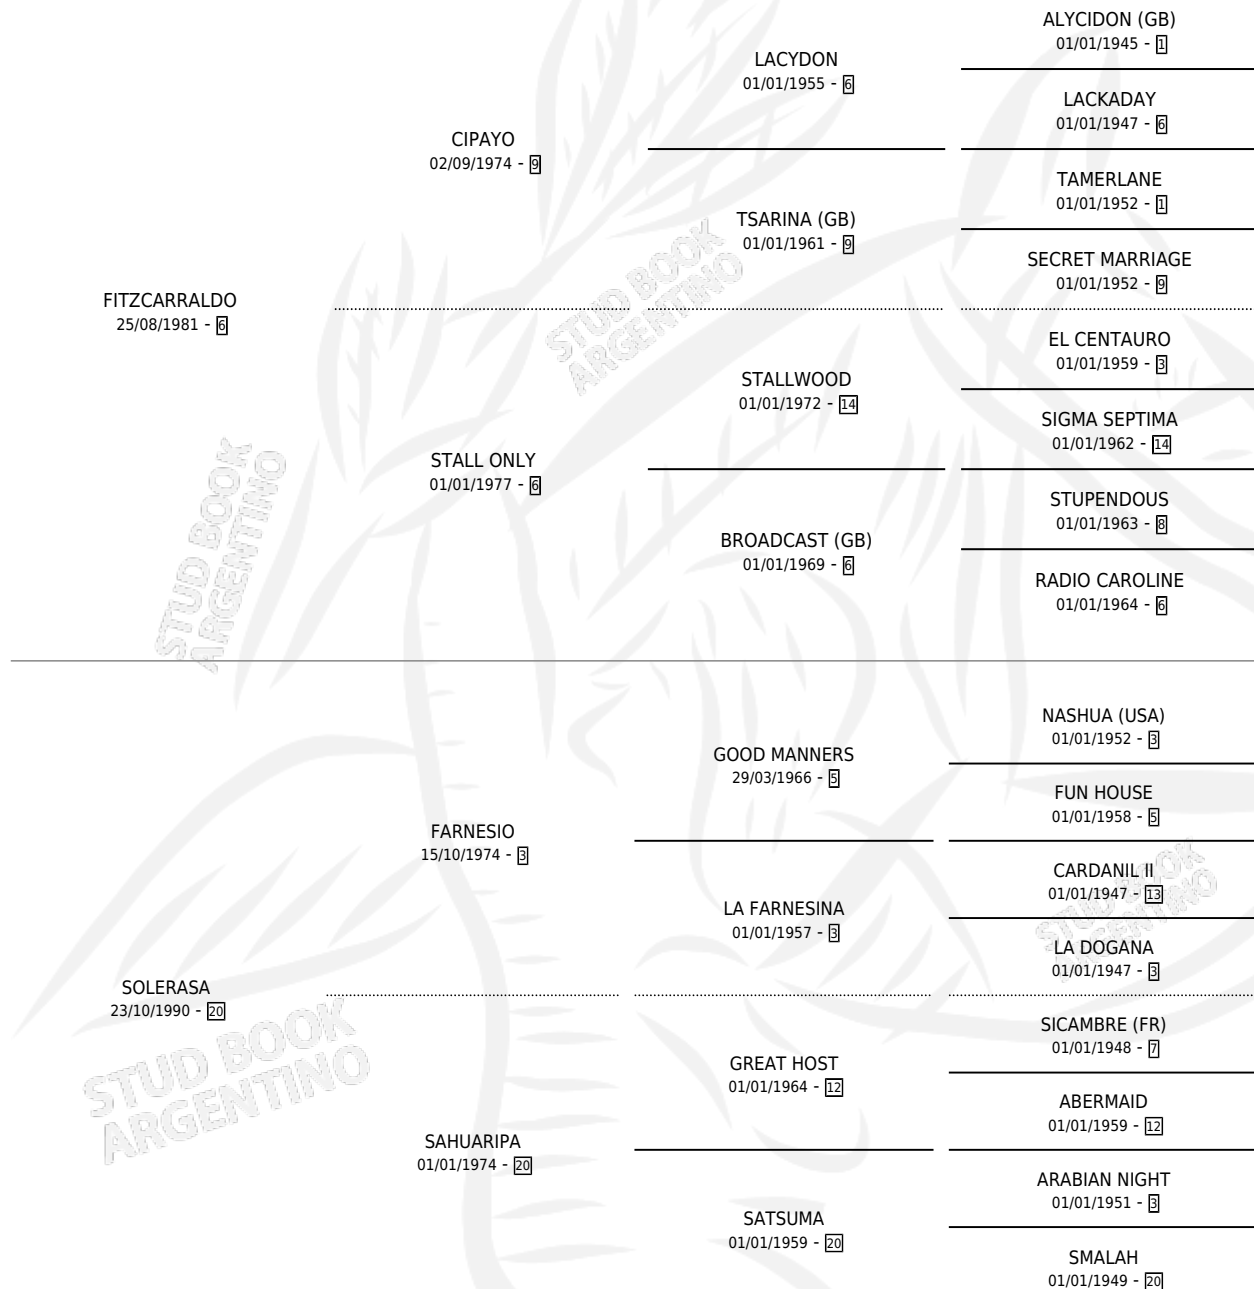 ALYCIDON (GB)
01/01/1945 - 1
LACYDON
01/01/1955 - 6
LACKADAY
01/01/1947 - 6
CIPAYO
02/09/1974 - 9
TAMERLANE
01/01/1952 - 1
TSARINA (GB)
01/01/1961 - 9
SECRET MARRIAGE
01/01/1952 - 9
FITZCARRALDO
25/08/1981 - 6
STUD BOOK
ARGENTINO
EL CENTAURO
01/01/1959 - 3
STALLWOOD
01/01/1972 - 14
SIGMA SEPTIMA
01/01/1962 - 14
STALL ONLY
01/01/1977 - 6
STUPENDOUS
01/01/1963 - 8
BROADCAST (GB)
01/01/1969 - 6
RADIO CAROLINE
01/01/1964 - 6
STUD BOOK
ARGENTINO
NASHUA (USA)
01/01/1952 - 3
GOOD MANNERS
29/03/1966 - 5
FUN HOUSE
01/01/1958 - 5
FARNESIO
15/10/1974 - 3
CARDANIL II
01/01/1947 - 13
STUD BOOK
ARGENTINO
LA FARNESINA
01/01/1957 - 3
LA DOGANA
01/01/1947 - 3
SOLERASA
23/10/1990 - 20
STUD BOOK
ARGENTINO
SICAMBRE (FR)
01/01/1948 - 7
GREAT HOST
01/01/1964 - 12
ABERMAID
01/01/1959 - 12
SAHUARIPA
01/01/1974 - 20
ARABIAN NIGHT
01/01/1951 - 3
SATSUMA
01/01/1959 - 20
SMALAH
01/01/1949 - 20